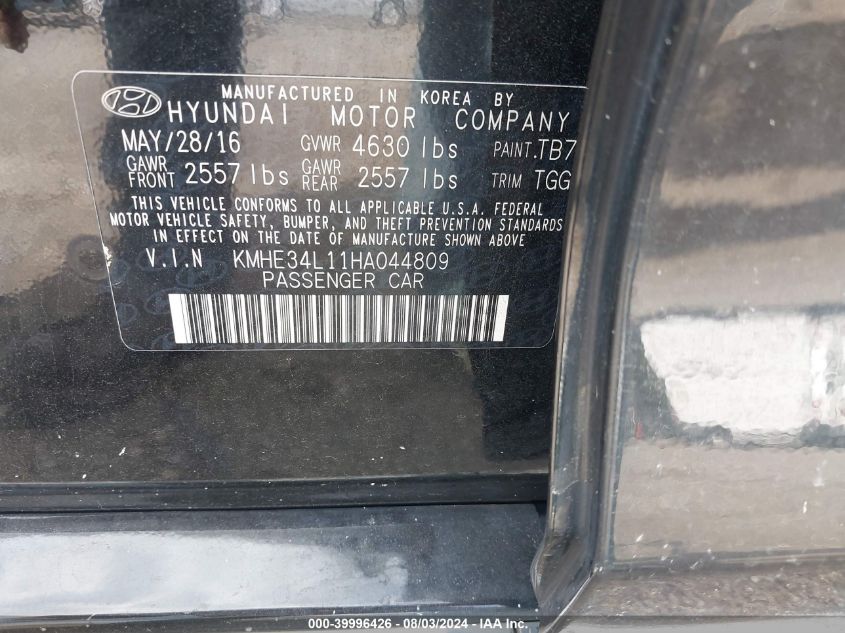 MANUFACTURED IN KOREA BY
HYUNDAI MOTOR COMPANY
MAY/28/16 GVWR 4630 lbs PAINT. TB7
GAWR FRONT 2557 lbs GAWR REAR 2557 lbs TRIM TGG
THIS VEHICLE CONFORMS TO ALL APPLICABLE U.S.A. FEDERAL
MOTOR VEHICLE SAFETY, BUMPER, AND THEFT PREVENTION STANDARDS
IN EFFECT ON THE DATE OF MANUFACTURE SHOWN ABOVE
V.I.N KMHE34L11HA044809
PASSENGER CAR
000-39996426 - 08/03/2024 - IAA Inc.